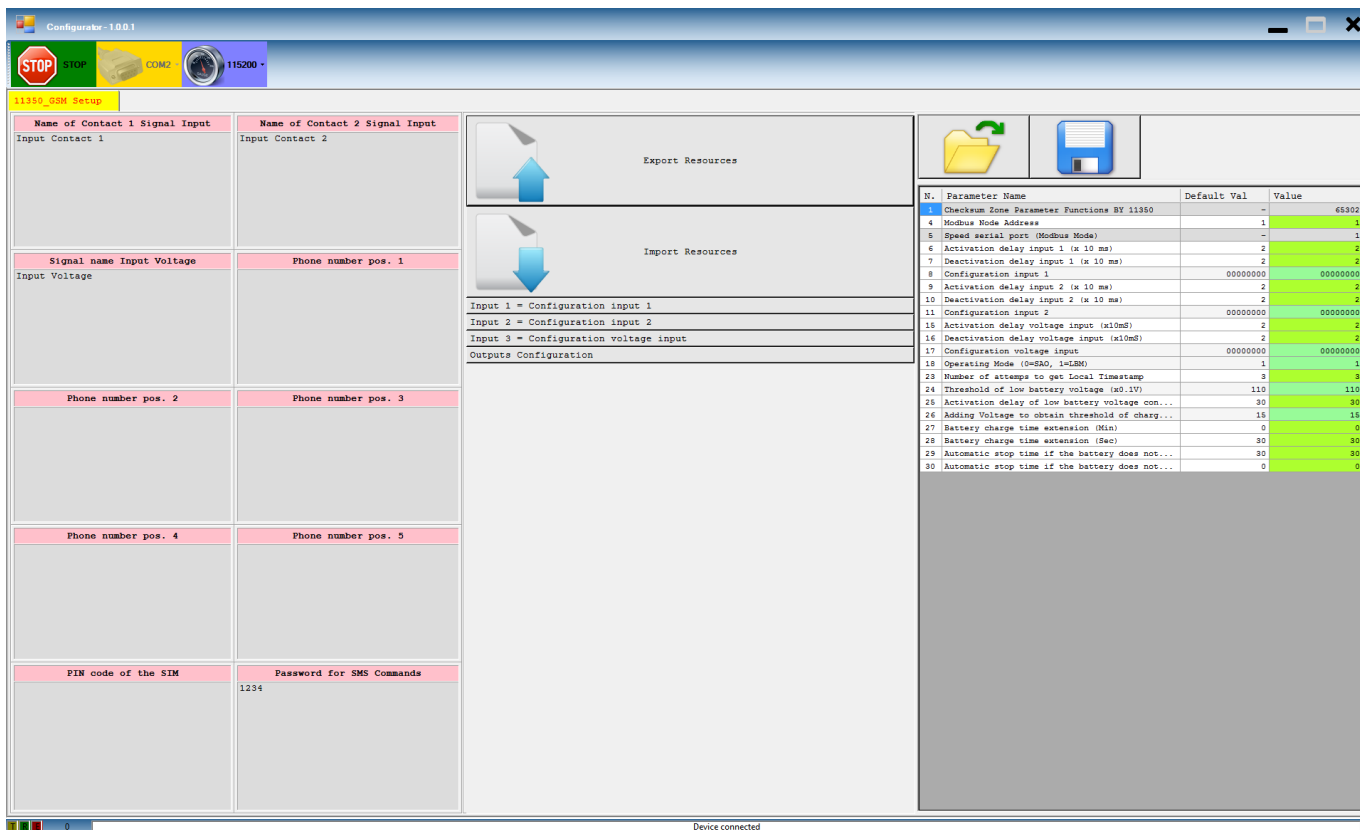 Configurator - 1.0.0.1
STOP STOP COM2 115200
11350_GSM Setup
Name of Contact 1 Signal Input
Input Contact 1
Name of Contact 2 Signal Input
Input Contact 2
Signal name Input Voltage
Input Voltage
Phone number pos. 1
Phone number pos. 2
Phone number pos. 3
Phone number pos. 4
Phone number pos. 5
PIN code of the SIM
Password for SMS Commands
1234
Export Resources
Import Resources
Input 1 = Configuration input 1
Input 2 = Configuration input 2
Input 3 = Configuration voltage input
Outputs Configuration
N. Parameter Name Default Val Value
1 Checksum Zone Parameter Functions BY 11350 - 65302
4 Modbus Node Address 1 1
5 Speed serial port (Modbus Mode) - 1
6 Activation delay input 1 (x 10 ms) 2 2
7 Deactivation delay input 1 (x 10 ms) 2 2
8 Configuration input 1 00000000 00000000
9 Activation delay input 2 (x 10 ms) 2 2
10 Deactivation delay input 2 (x 10 ms) 2 2
11 Configuration input 2 00000000 00000000
15 Activation delay voltage input (x10mS) 2 2
16 Deactivation delay voltage input (x10mS) 2 2
17 Configuration voltage input 00000000 00000000
18 Operating Mode (0=SAO, 1=LBM) 1 1
23 Number of attemps to get Local Timestamp 3 3
24 Threshold of low battery voltage (x0.1V) 110 110
25 Activation delay of low battery voltage con... 30 30
26 Adding Voltage to obtain threshold of charg... 15 15
27 Battery charge time extension (Min) 0 0
28 Battery charge time extension (Sec) 30 30
29 Automatic stop time if the battery does not... 30 30
30 Automatic stop time if the battery does not... 0 0
0
Device connected